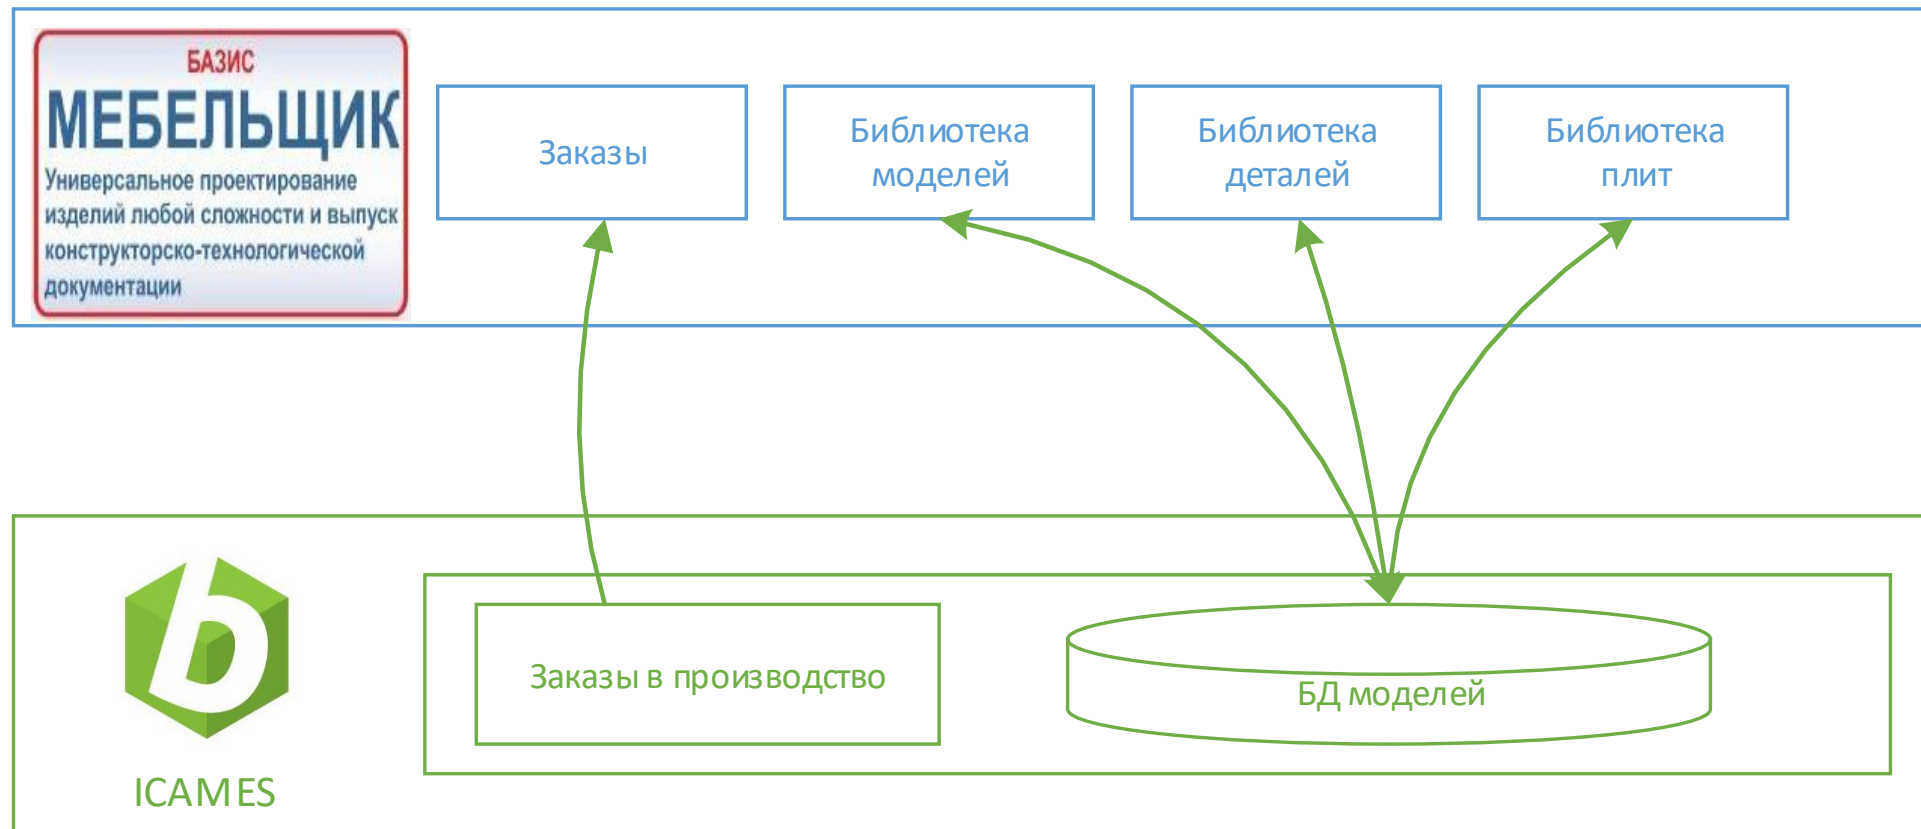 БАЗИС
МЕБЕЛЬЩИК
Универсальное проектирование
изделий любой сложности и выпуск
конструкторско-технологической
документации
Заказы
Библиотека
моделей
Библиотека
деталей
Библиотека
плит
Заказы в производство
БД моделей
ICAMES